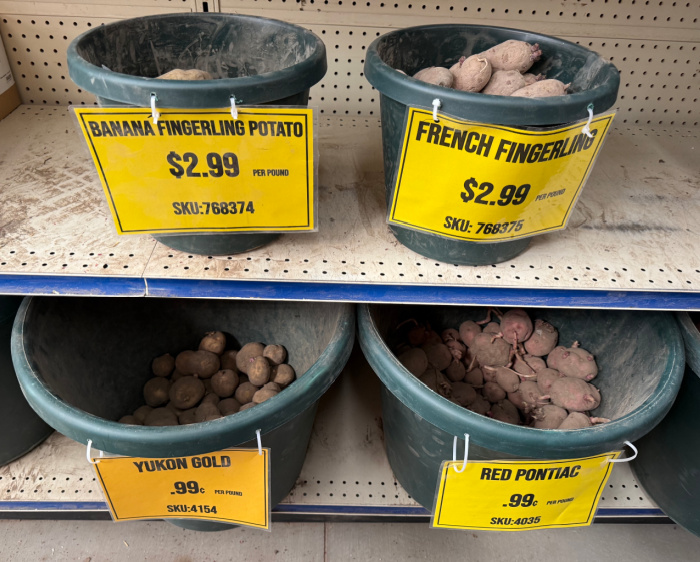 BANANA FINGERLING POTATO
$2.99 PER POUND
SKU:768374
FRENCH FINGERLING
$2.99 PER POUND
SKU: 768375
YUKON GOLD
.99¢ PER POUND
SKU:4154
RED PONTIAC
.99¢ PER POUND
SKU:4035